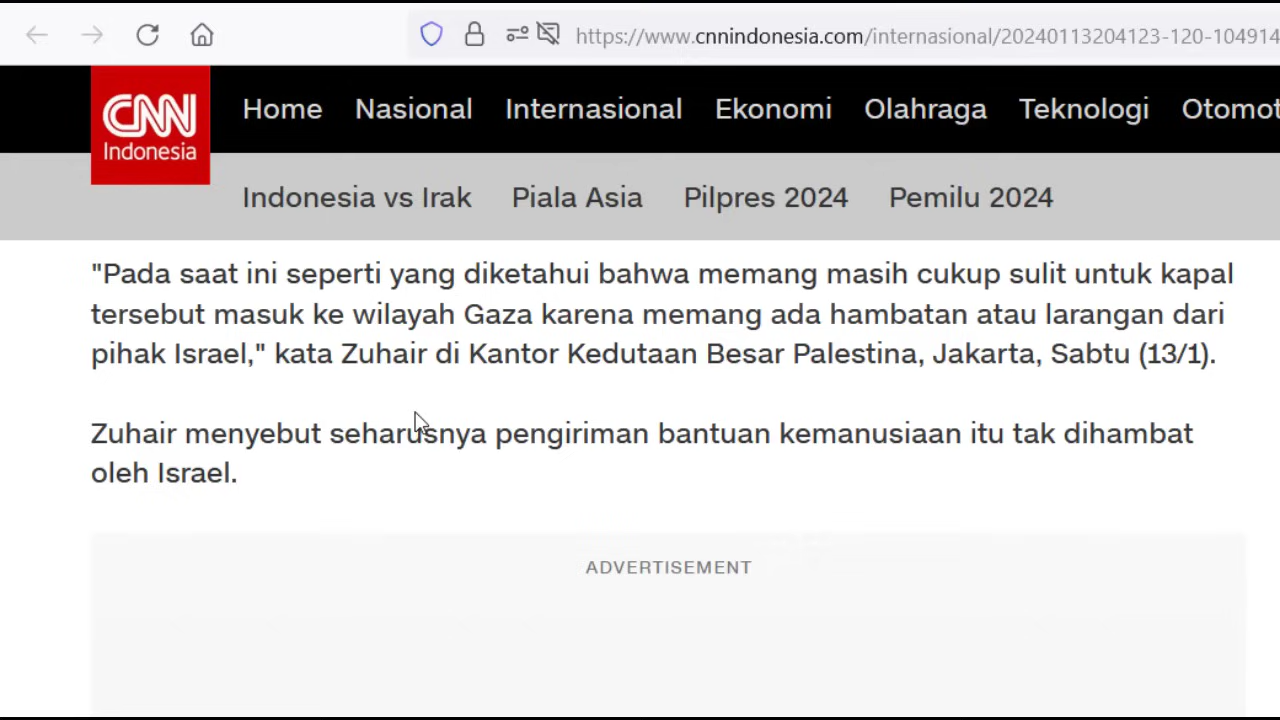 https://www.cnnindonesia.com/internasional/20240113204123-120-104914
CNN
Indonesia
Home Nasional Internasional Ekonomi Olahraga Teknologi Otomot
Indonesia vs Irak Piala Asia Pilpres 2024 Pemilu 2024
"Pada saat ini seperti yang diketahui bahwa memang masih cukup sulit untuk kapal
tersebut masuk ke wilayah Gaza karena memang ada hambatan atau larangan dari
pihak Israel," kata Zuhair di Kantor Kedutaan Besar Palestina, Jakarta, Sabtu (13/1).
Zuhair menyebut seharusnya pengiriman bantuan kemanusiaan itu tak dihambat
oleh Israel.
ADVERTISEMENT